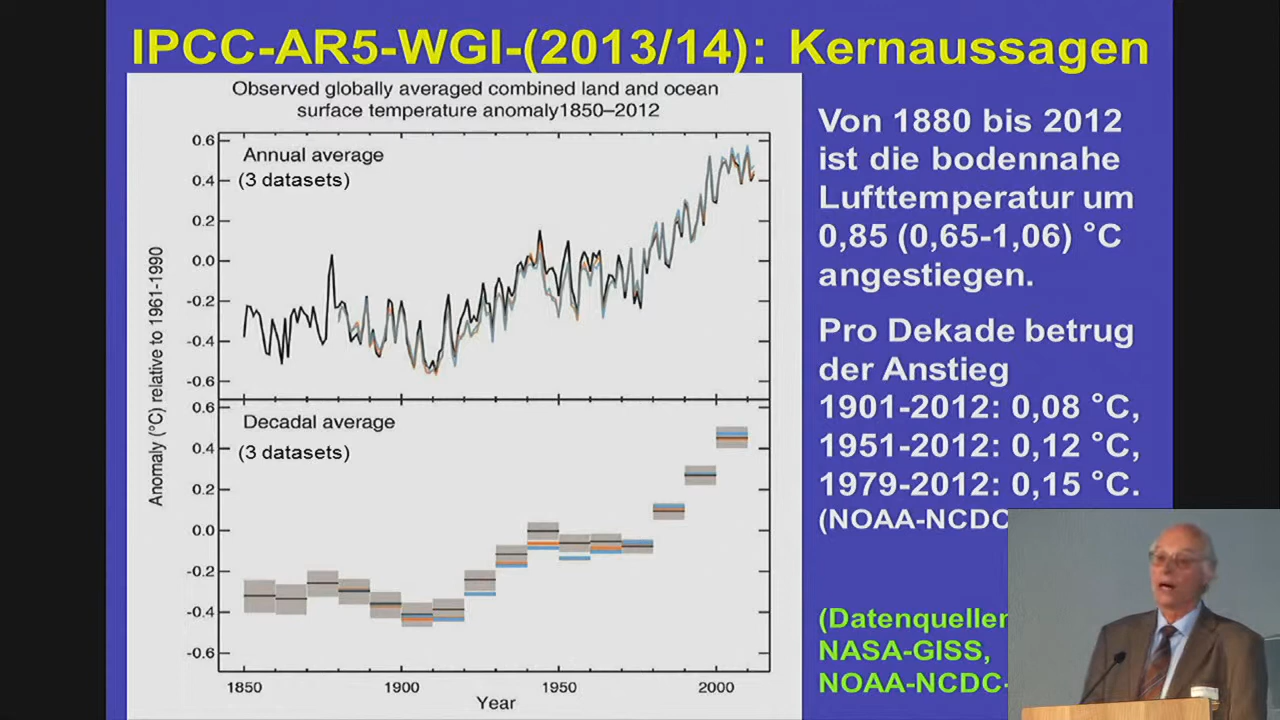 IPCC-AR5-WGI-(2013/14): Kernaussagen
Observed globally averaged combined land and ocean
surface temperature anomaly1850–2012
Annual average
(3 datasets)
0.6
0.4
0.2
0.0
-0.2
-0.4
-0.6
Anomaly (°C) relative to 1961-1990
0.6
Decadal average
(3 datasets)
0.4
0.2
0.0
-0.2
-0.4
-0.6
1850
1900
1950
2000
Year
Von 1880 bis 2012
ist die bodennahe
Lufttemperatur um
0,85 (0,65-1,06) °C
angestiegen.
Pro Dekade betrug
der Anstieg
1901-2012: 0,08 °C,
1951-2012: 0,12 °C,
1979-2012: 0,15 °C.
(NOAA-NCDC
(Datenquellen
NASA-GISS,
NOAA-NCDC-